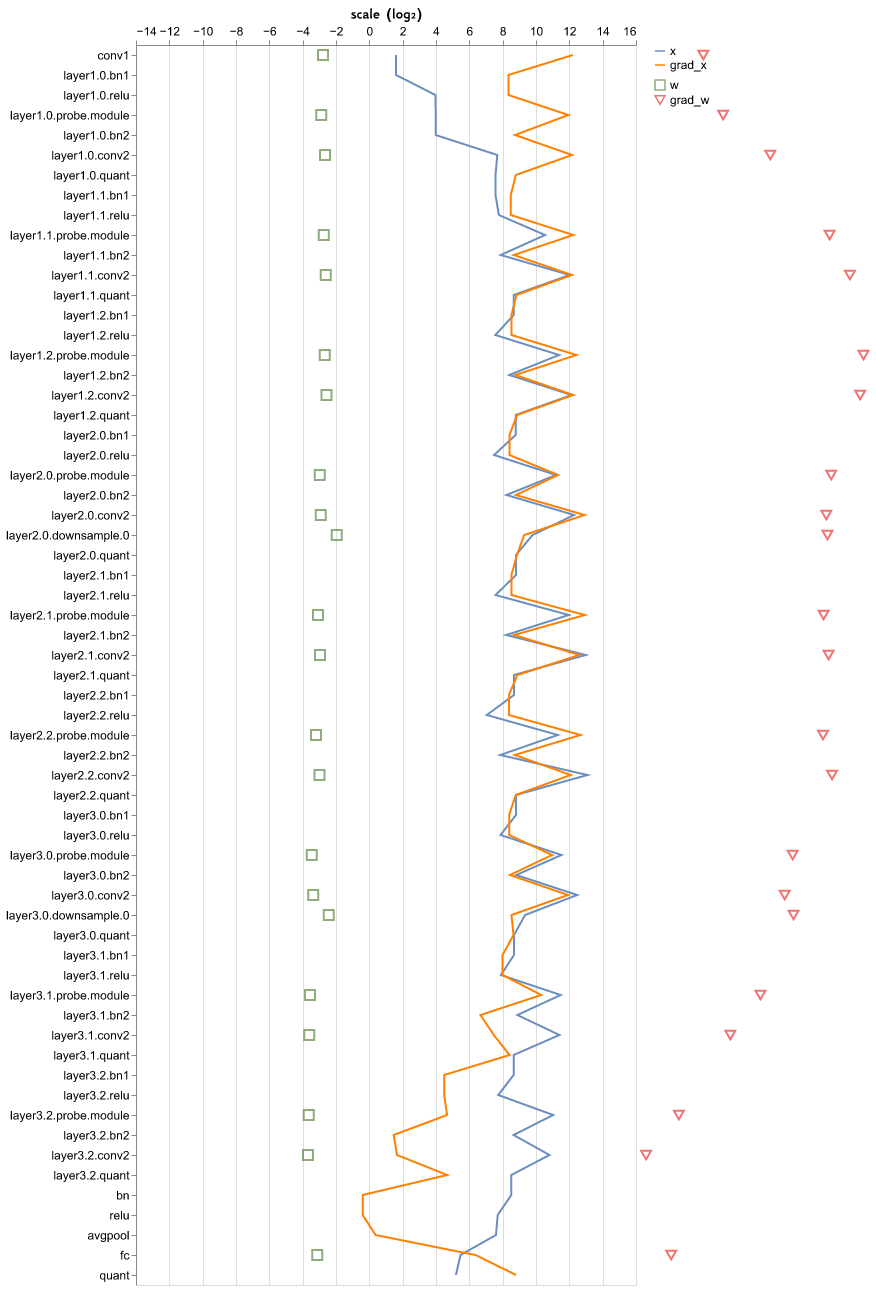 scale (log₂)
−14 −12 −10 −8 −6 −4 −2 0 2 4 6 8 10 12 14 16
x
grad_x
w
grad_w
conv1
layer1.0.bn1
layer1.0.relu
layer1.0.probe.module
layer1.0.bn2
layer1.0.conv2
layer1.0.quant
layer1.1.bn1
layer1.1.relu
layer1.1.probe.module
layer1.1.bn2
layer1.1.conv2
layer1.1.quant
layer1.2.bn1
layer1.2.relu
layer1.2.probe.module
layer1.2.bn2
layer1.2.conv2
layer1.2.quant
layer2.0.bn1
layer2.0.relu
layer2.0.probe.module
layer2.0.bn2
layer2.0.conv2
layer2.0.downsample.0
layer2.0.quant
layer2.1.bn1
layer2.1.relu
layer2.1.probe.module
layer2.1.bn2
layer2.1.conv2
layer2.1.quant
layer2.2.bn1
layer2.2.relu
layer2.2.probe.module
layer2.2.bn2
layer2.2.conv2
layer2.2.quant
layer3.0.bn1
layer3.0.relu
layer3.0.probe.module
layer3.0.bn2
layer3.0.conv2
layer3.0.downsample.0
layer3.0.quant
layer3.1.bn1
layer3.1.relu
layer3.1.probe.module
layer3.1.bn2
layer3.1.conv2
layer3.1.quant
layer3.2.bn1
layer3.2.relu
layer3.2.probe.module
layer3.2.bn2
layer3.2.conv2
layer3.2.quant
bn
relu
avgpool
fc
quant